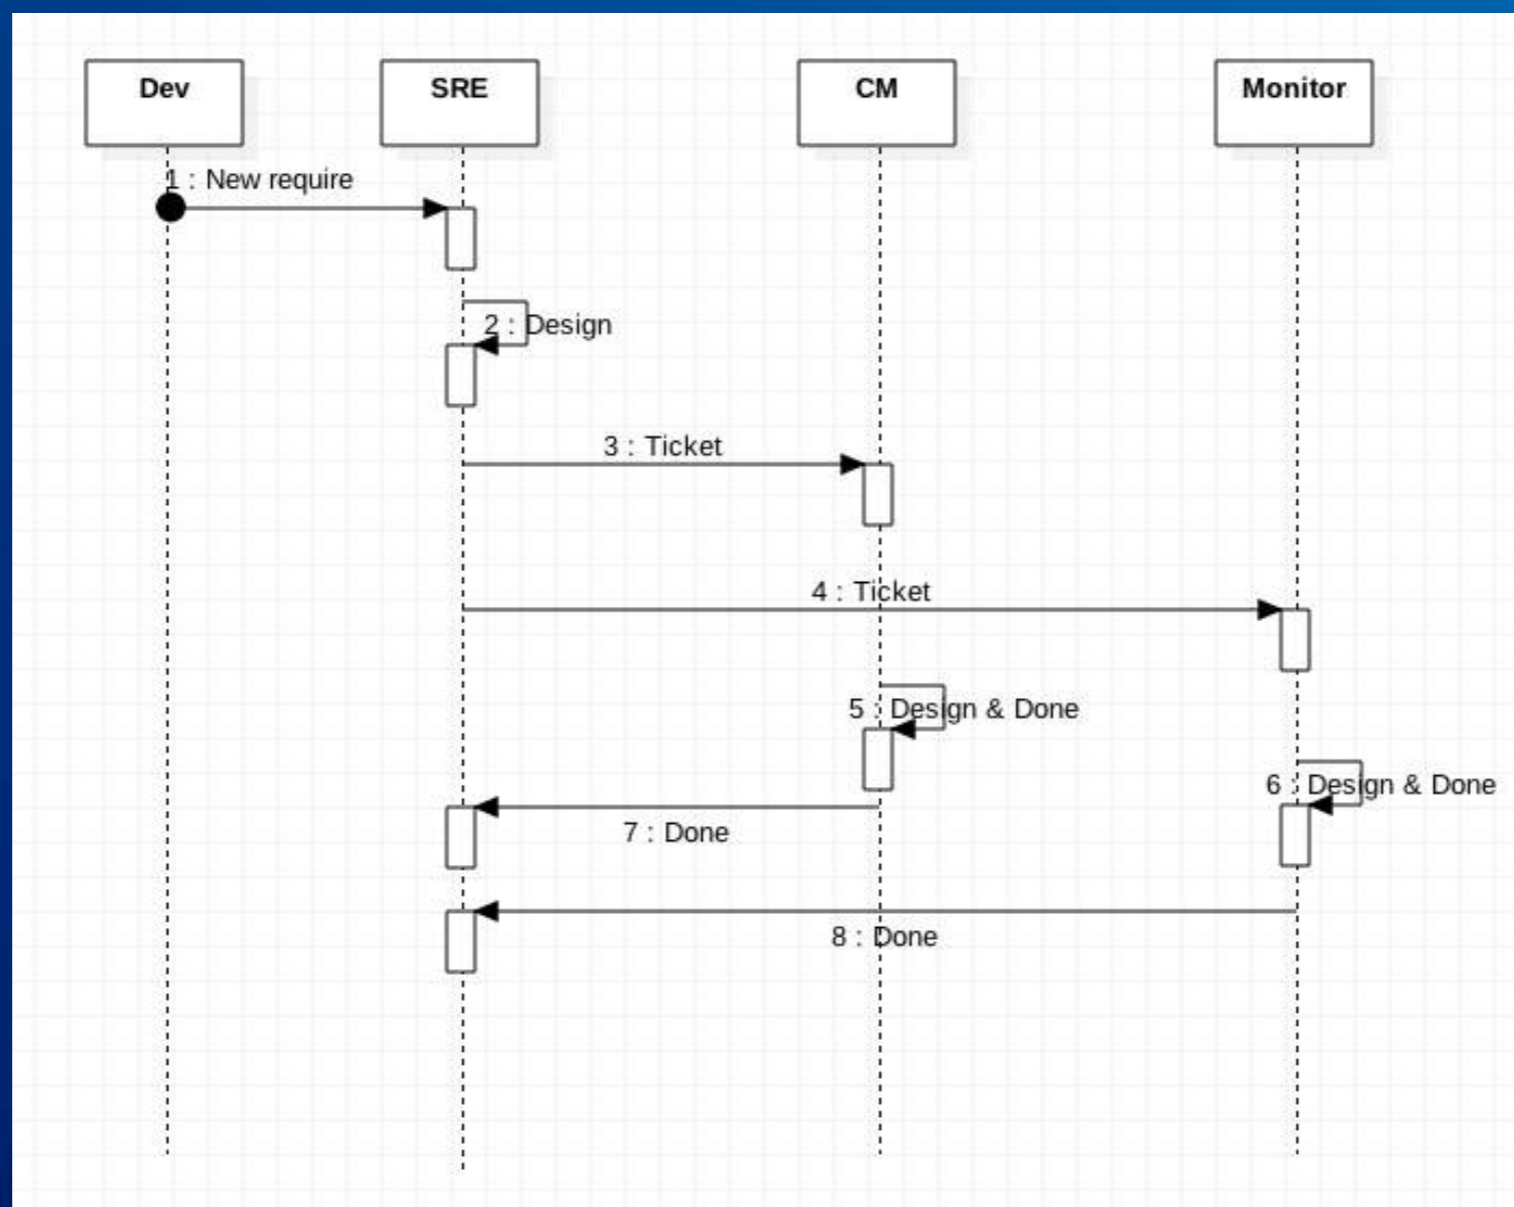 Dev
SRE
CM
Monitor
1 : New require
2 : Design
3 : Ticket
4 : Ticket
5 : Design & Done
6 : Design & Done
7 : Done
8 : Done